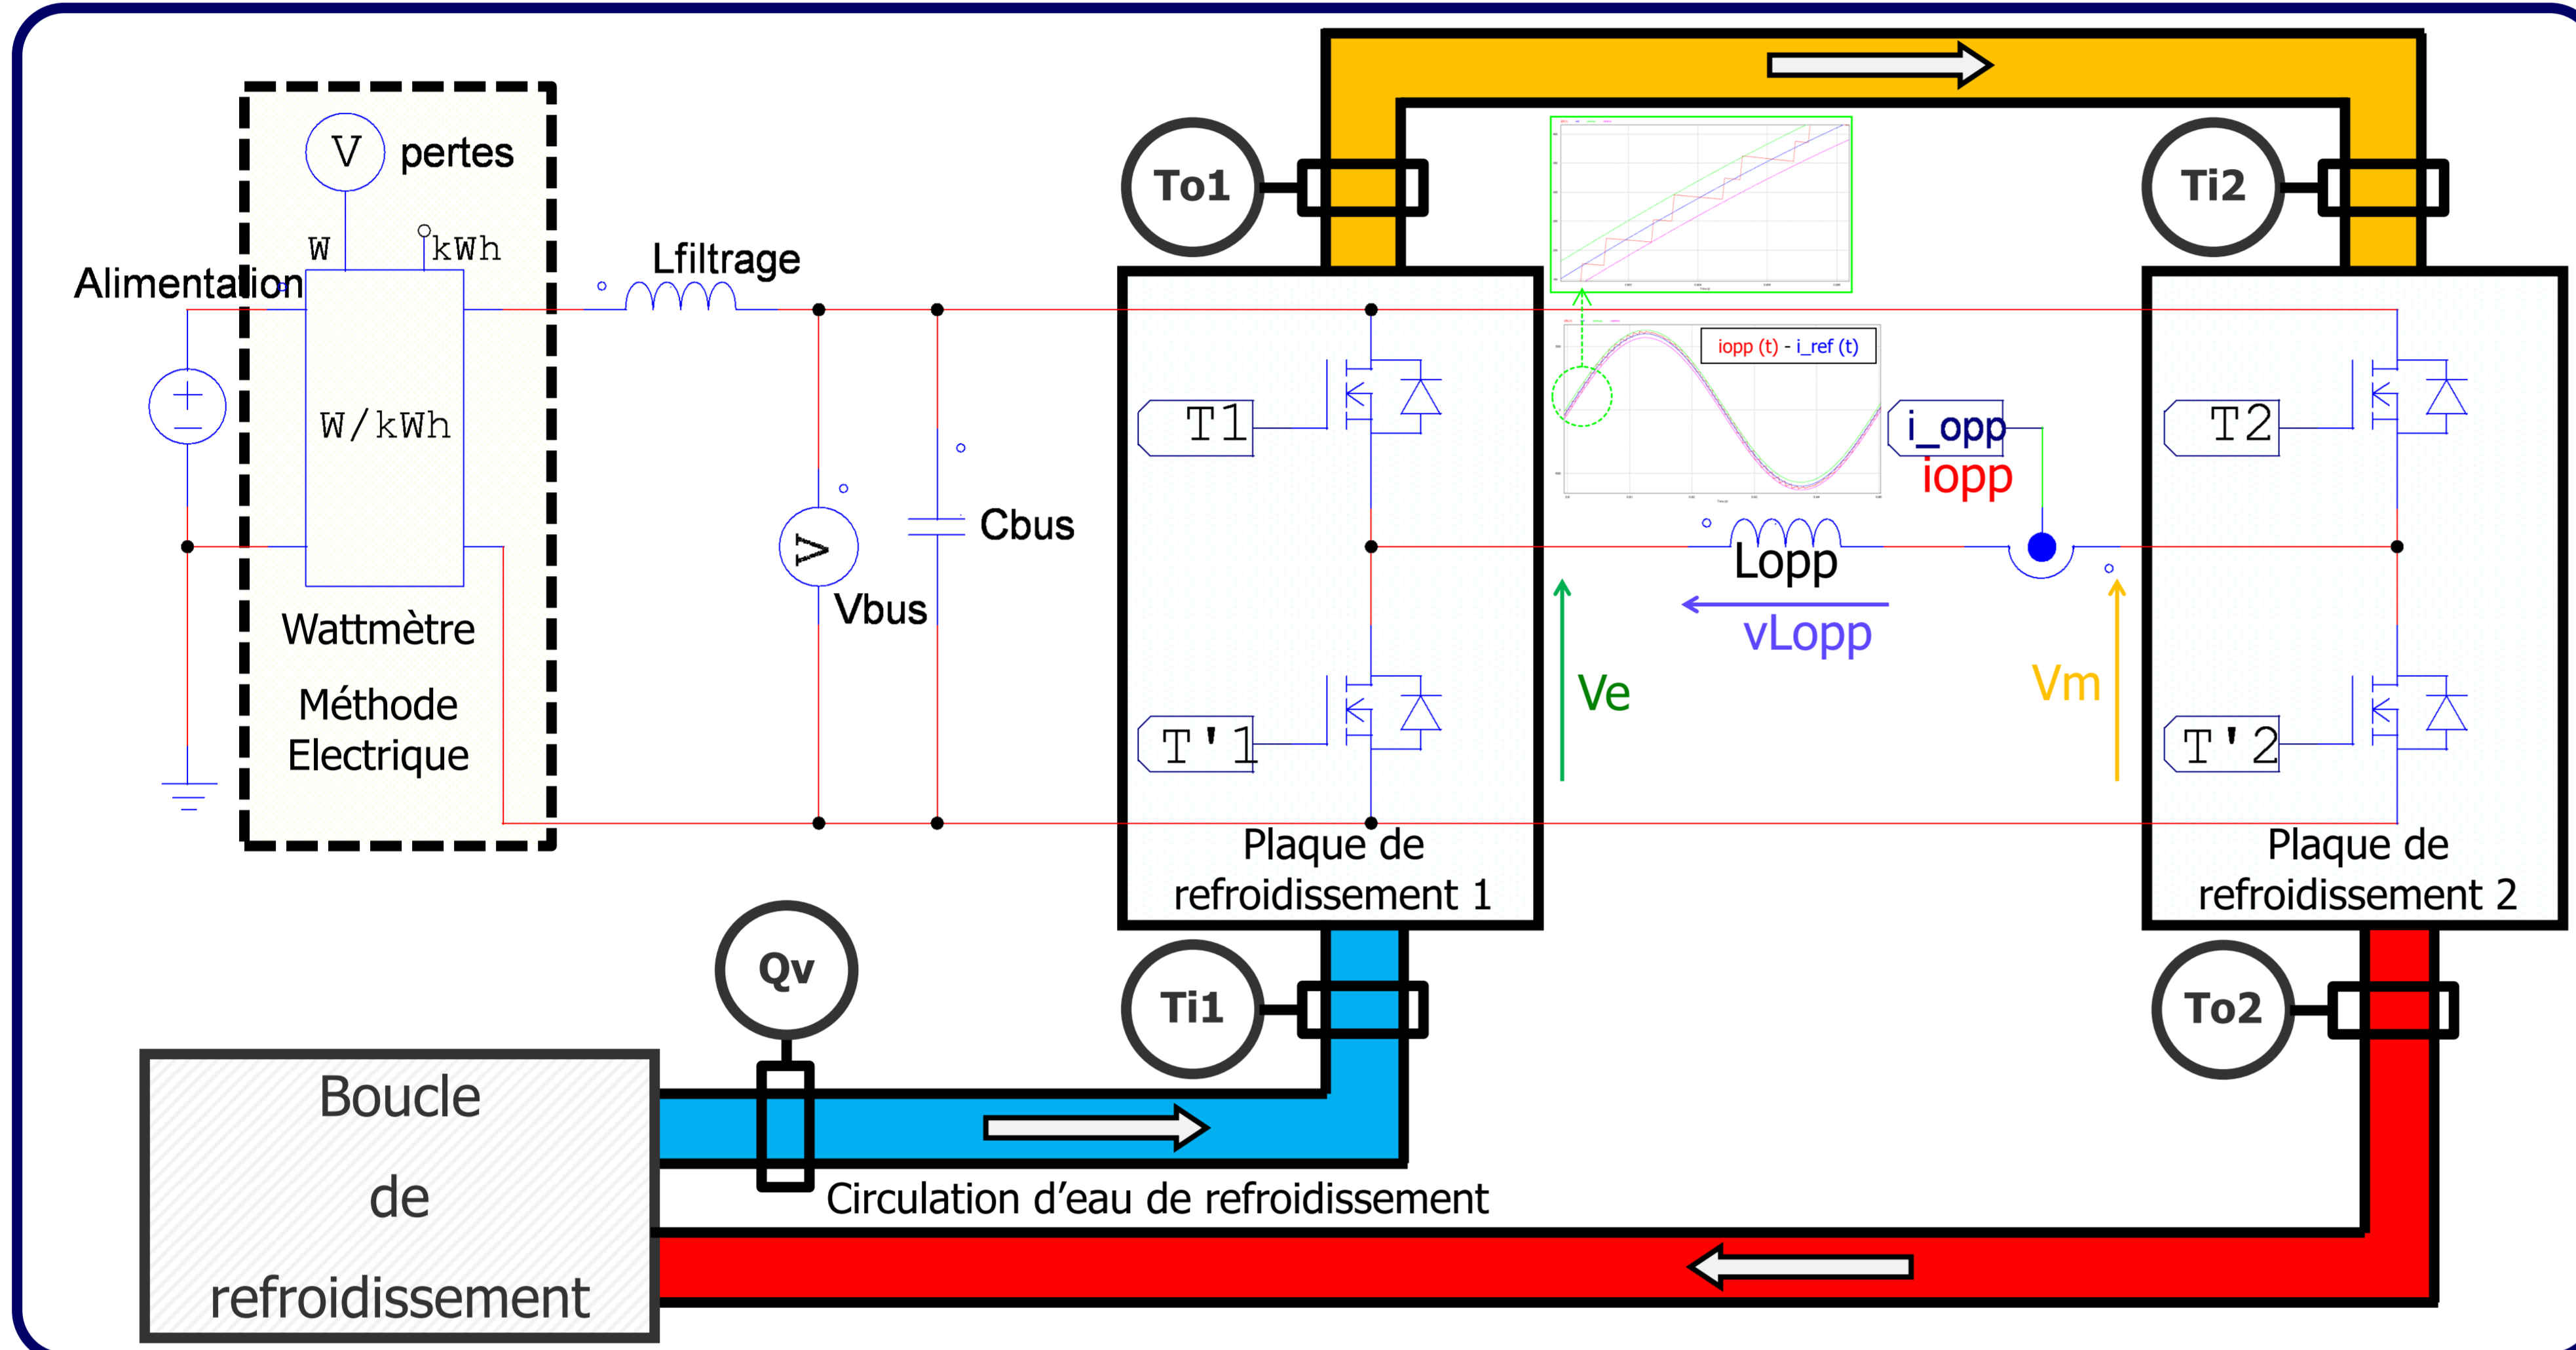 V
pertes
W
kWh
Alimentation
W/kWh
Wattmètre
Méthode
Electrique
Lfiltrage
V
Vbus
Cbus
To1
Ti2
T1
T'1
Plaque de
refroidissement 1
iopp (t) - i_ref (t)
i_opp
iopp
Lopp
vLopp
Ve
Vm
T2
T'2
Plaque de
refroidissement 2
Qv
Ti1
To2
Boucle
de
refroidissement
Circulation d’eau de refroidissement